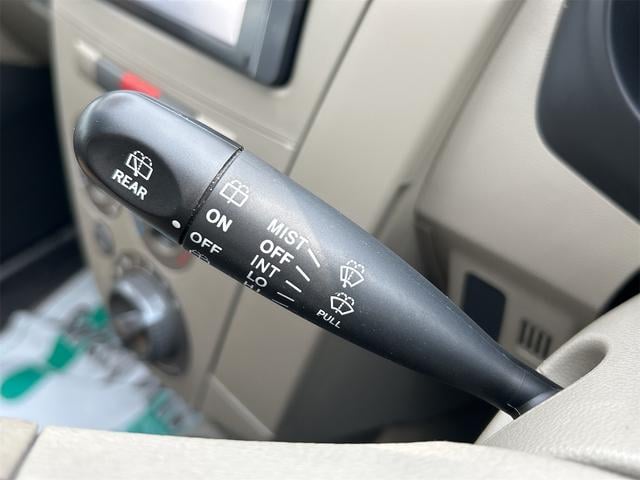 REAR
ON
OFF
MIST
OFF
INT
LO
HI
PULL